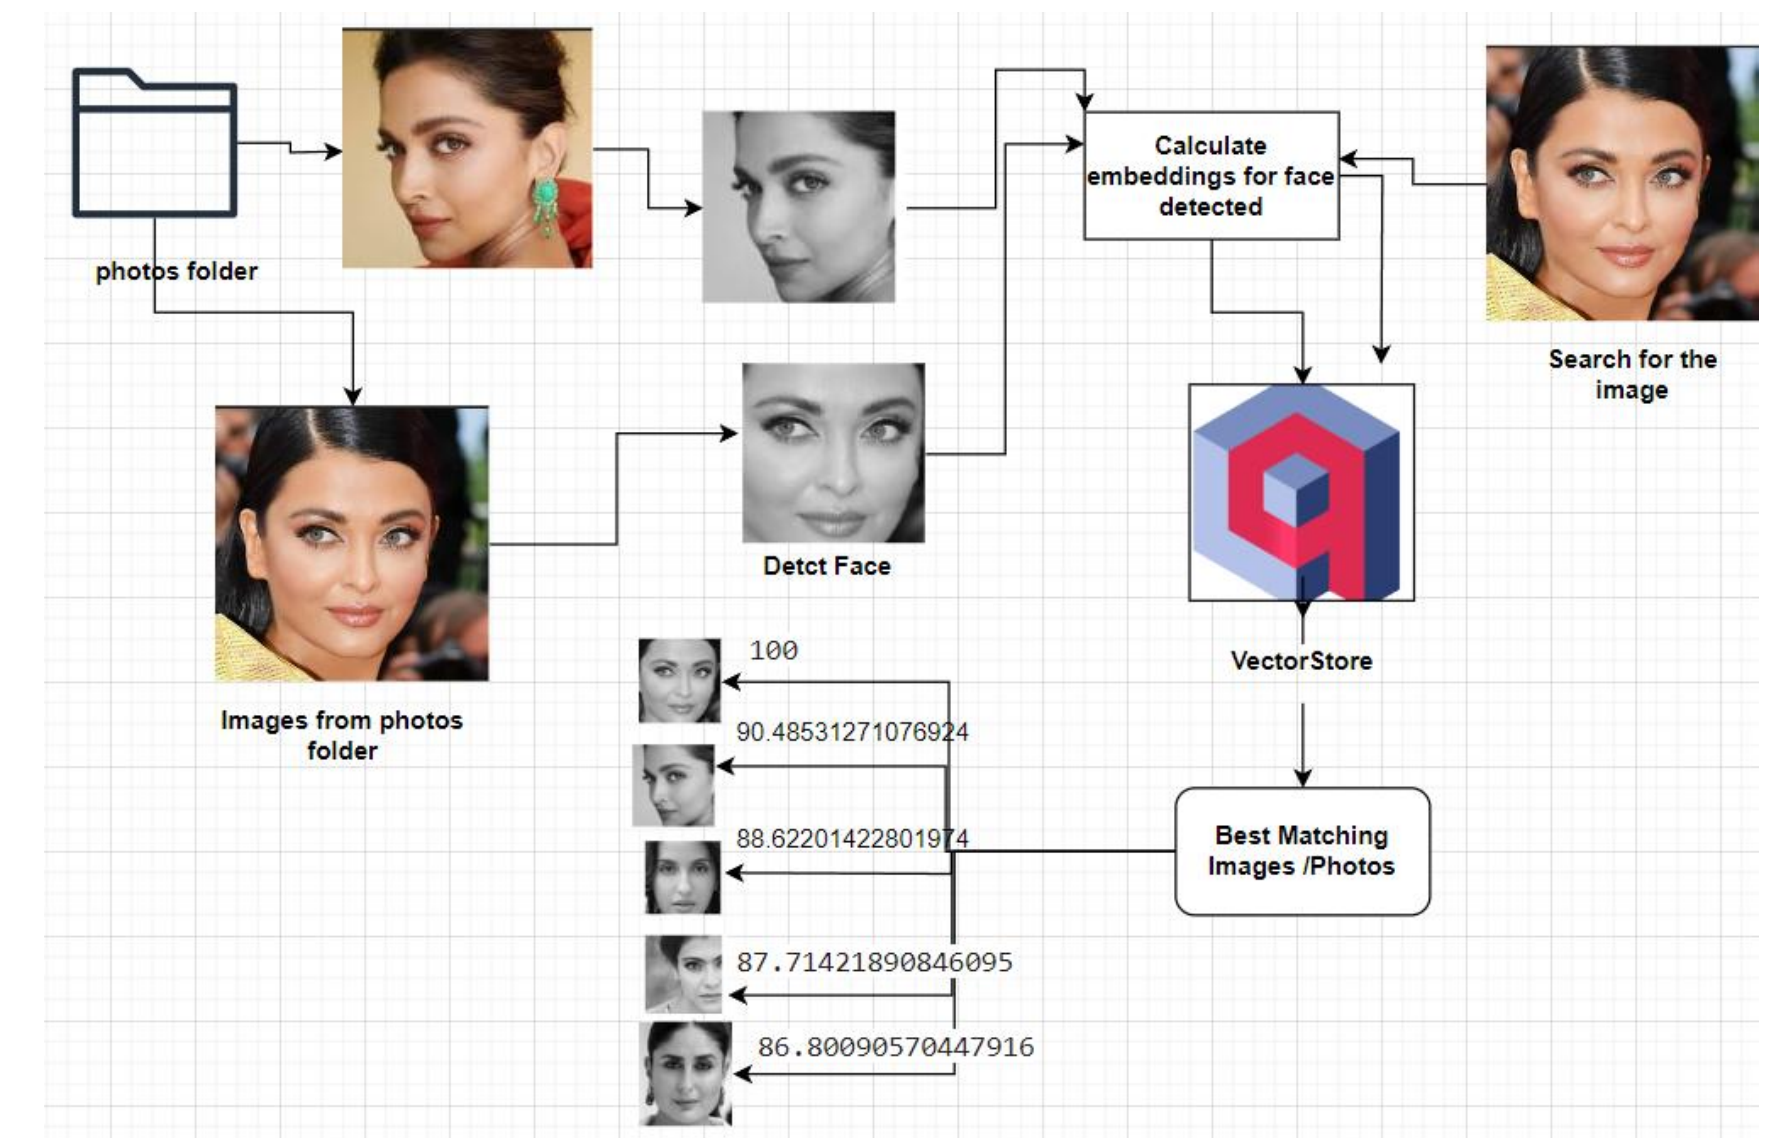 Calculate
embeddings for face
detected
photos folder
Search for the
image
Detct Face
Images from photos
folder
VectorStore
100
90.48531271076924
88.62201422801974
87.71421890846095
86.80090570447916
Best Matching
Images /Photos